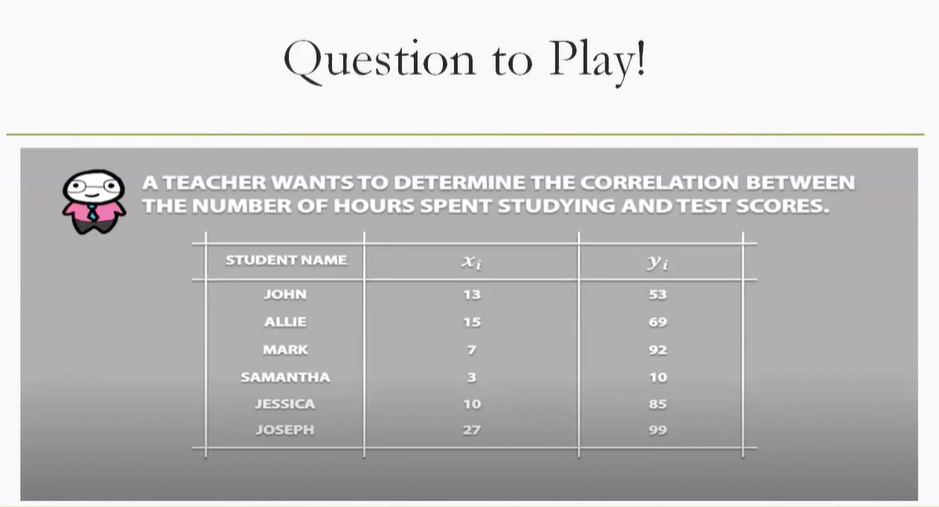 Question to Play!
A TEACHER WANTS TO DETERMINE THE CORRELATION BETWEEN
THE NUMBER OF HOURS SPENT STUDYING AND TEST SCORES.
STUDENT NAME xᵢ yᵢ
JOHN 13 53
ALLIE 15 69
MARK 7 92
SAMANTHA 3 10
JESSICA 10 85
JOSEPH 27 99